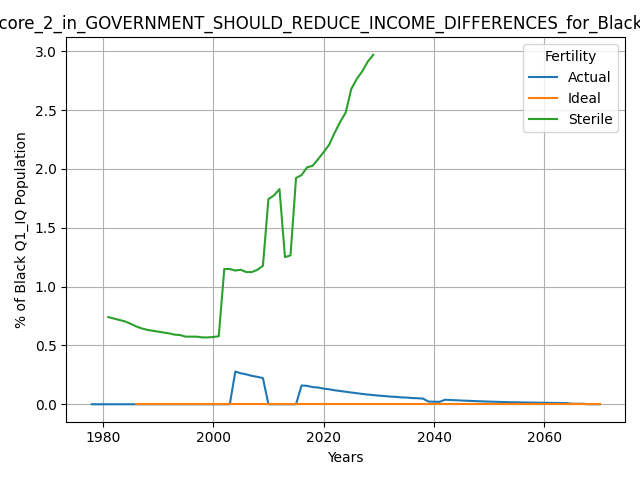 core_2_in_GOVERNMENT_SHOULD_REDUCE_INCOME_DIFFERENCES_for_Black
3.0
2.5
2.0
1.5
1.0
0.5
0.0
% of Black Q1_IQ Population
Fertility
Actual
Ideal
Sterile
1980 2000 2020 2040 2060
Years